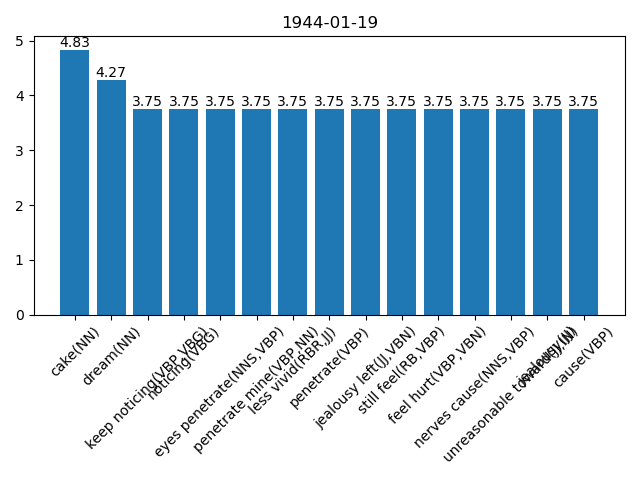 1944-01-19
5
4
3
2
1
0
4.83
4.27
3.75
3.75
3.75
3.75
3.75
3.75
3.75
3.75
3.75
3.75
3.75
3.75
3.75
cake(NN)
dream(NN)
keep noticing(VBP,VBG)
noticing(VBG)
eyes penetrate(NNS,VBP)
penetrate mine(VBP,NN)
less vivid(RBR,JJ)
penetrate(VBP)
jealousy left(JJ,VBN)
still feel(RB,VBP)
feel hurt(VBP,VBN)
nerves cause(NNS,VBP)
unreasonable
cause(VBP)